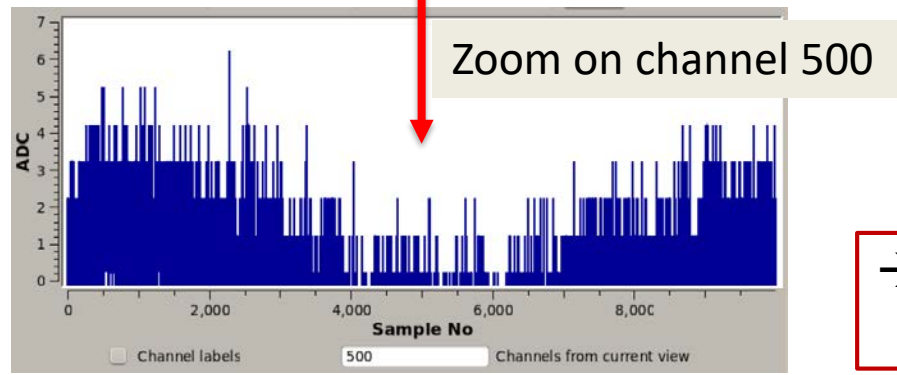 Zoom on channel 500
7
6
5
4
3
2
1
0
ADC
0 2,000 4,000 6,000 8,000
Sample No
Channel labels 500 Channels from current view